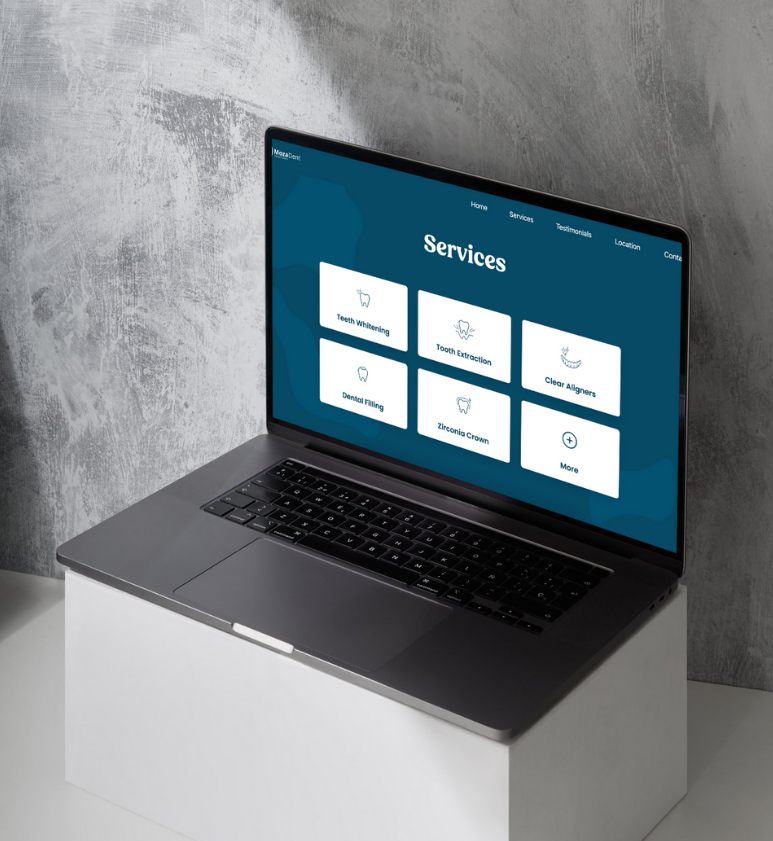 MozaDent
Home
Services
Testimonials
Location
Conta
Services
Teeth Whitening
Tooth Extraction
Clear Aligners
Dental Filling
Zirconia Crown
More